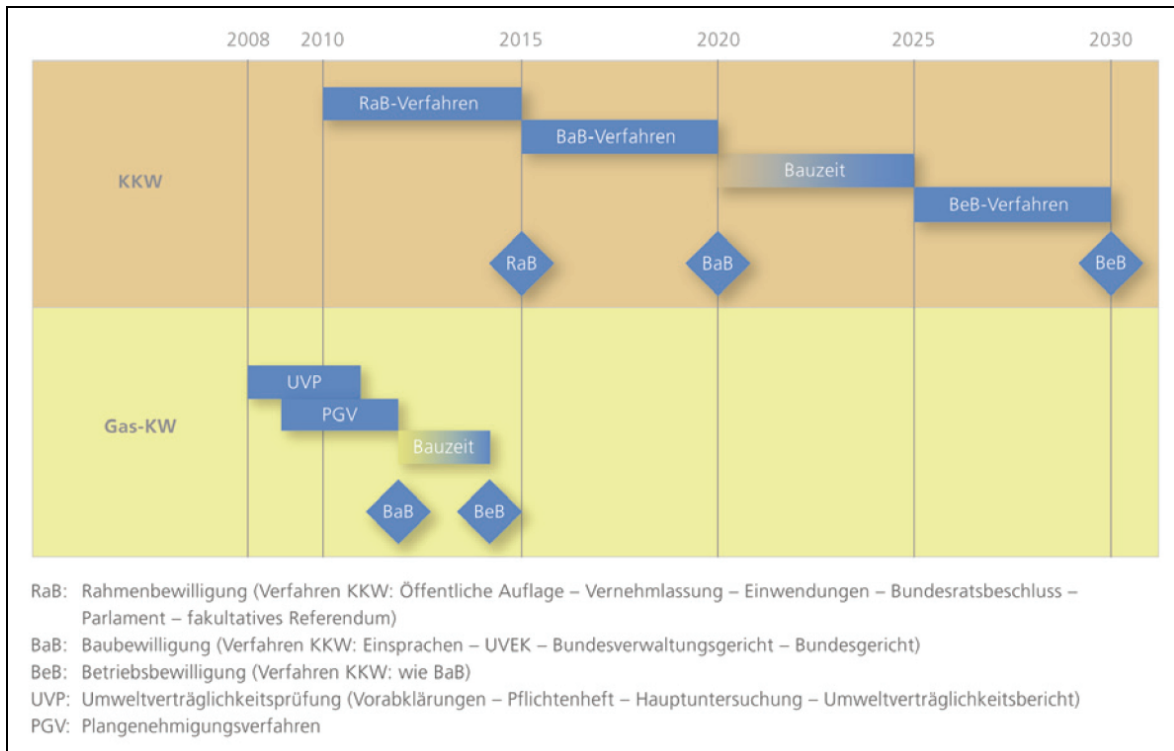 2008 2010 2015 2020 2025 2030
RaB-Verfahren
BaB-Verfahren
Bauzeit
KKW
BeB-Verfahren
RaB BaB BeB
UVP
PGV
Gas-KW
Bauzeit
BaB BeB
RaB: Rahmenbewilligung (Verfahren KKW: Öffentliche Auflage – Vernehmlassung – Einwendungen – Bundesratsbeschluss –
Parlament – fakultatives Referendum)
BaB: Baubewilligung (Verfahren KKW: Einsprachen – UVEK – Bundesverwaltungsgericht – Bundesgericht)
BeB: Betriebsbewilligung (Verfahren KKW: wie BaB)
UVP: Umweltverträglichkeitsprüfung (Vorabklärungen – Pflichtenheft – Hauptuntersuchung – Umweltverträglichkeitsbericht)
PGV: Plangenehmigungsverfahren